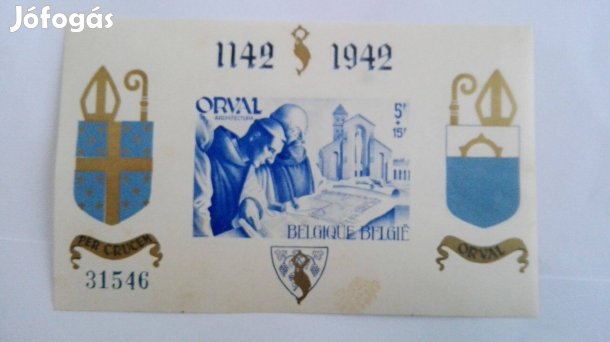 Jófogás
1142 1942
ORVAL
ARCHITECTURA
5F
+
15F
BELGIQUE BELGIË
PER CRUCEM
ORVAL
31546